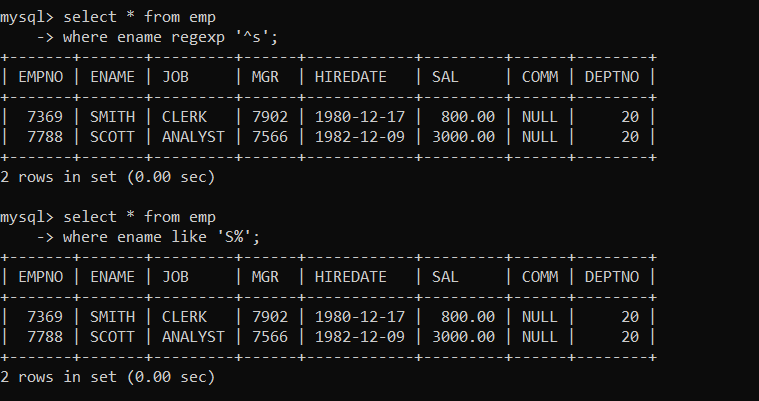 mysql> select * from emp
    -> where ename regexp '^s';
+-------+-------+---------+------+------------+---------+------+--------+
| EMPNO | ENAME | JOB     | MGR  | HIREDATE   | SAL     | COMM | DEPTNO |
+-------+-------+---------+------+------------+---------+------+--------+
|  7369 | SMITH | CLERK   | 7902 | 1980-12-17 |  800.00 | NULL |     20 |
|  7788 | SCOTT | ANALYST | 7566 | 1982-12-09 | 3000.00 | NULL |     20 |
+-------+-------+---------+------+------------+---------+------+--------+
2 rows in set (0.00 sec)

mysql> select * from emp
    -> where ename like 'S%';
+-------+-------+---------+------+------------+---------+------+--------+
| EMPNO | ENAME | JOB     | MGR  | HIREDATE   | SAL     | COMM | DEPTNO |
+-------+-------+---------+------+------------+---------+------+--------+
|  7369 | SMITH | CLERK   | 7902 | 1980-12-17 |  800.00 | NULL |     20 |
|  7788 | SCOTT | ANALYST | 7566 | 1982-12-09 | 3000.00 | NULL |     20 |
+-------+-------+---------+------+------------+---------+------+--------+
2 rows in set (0.00 sec)